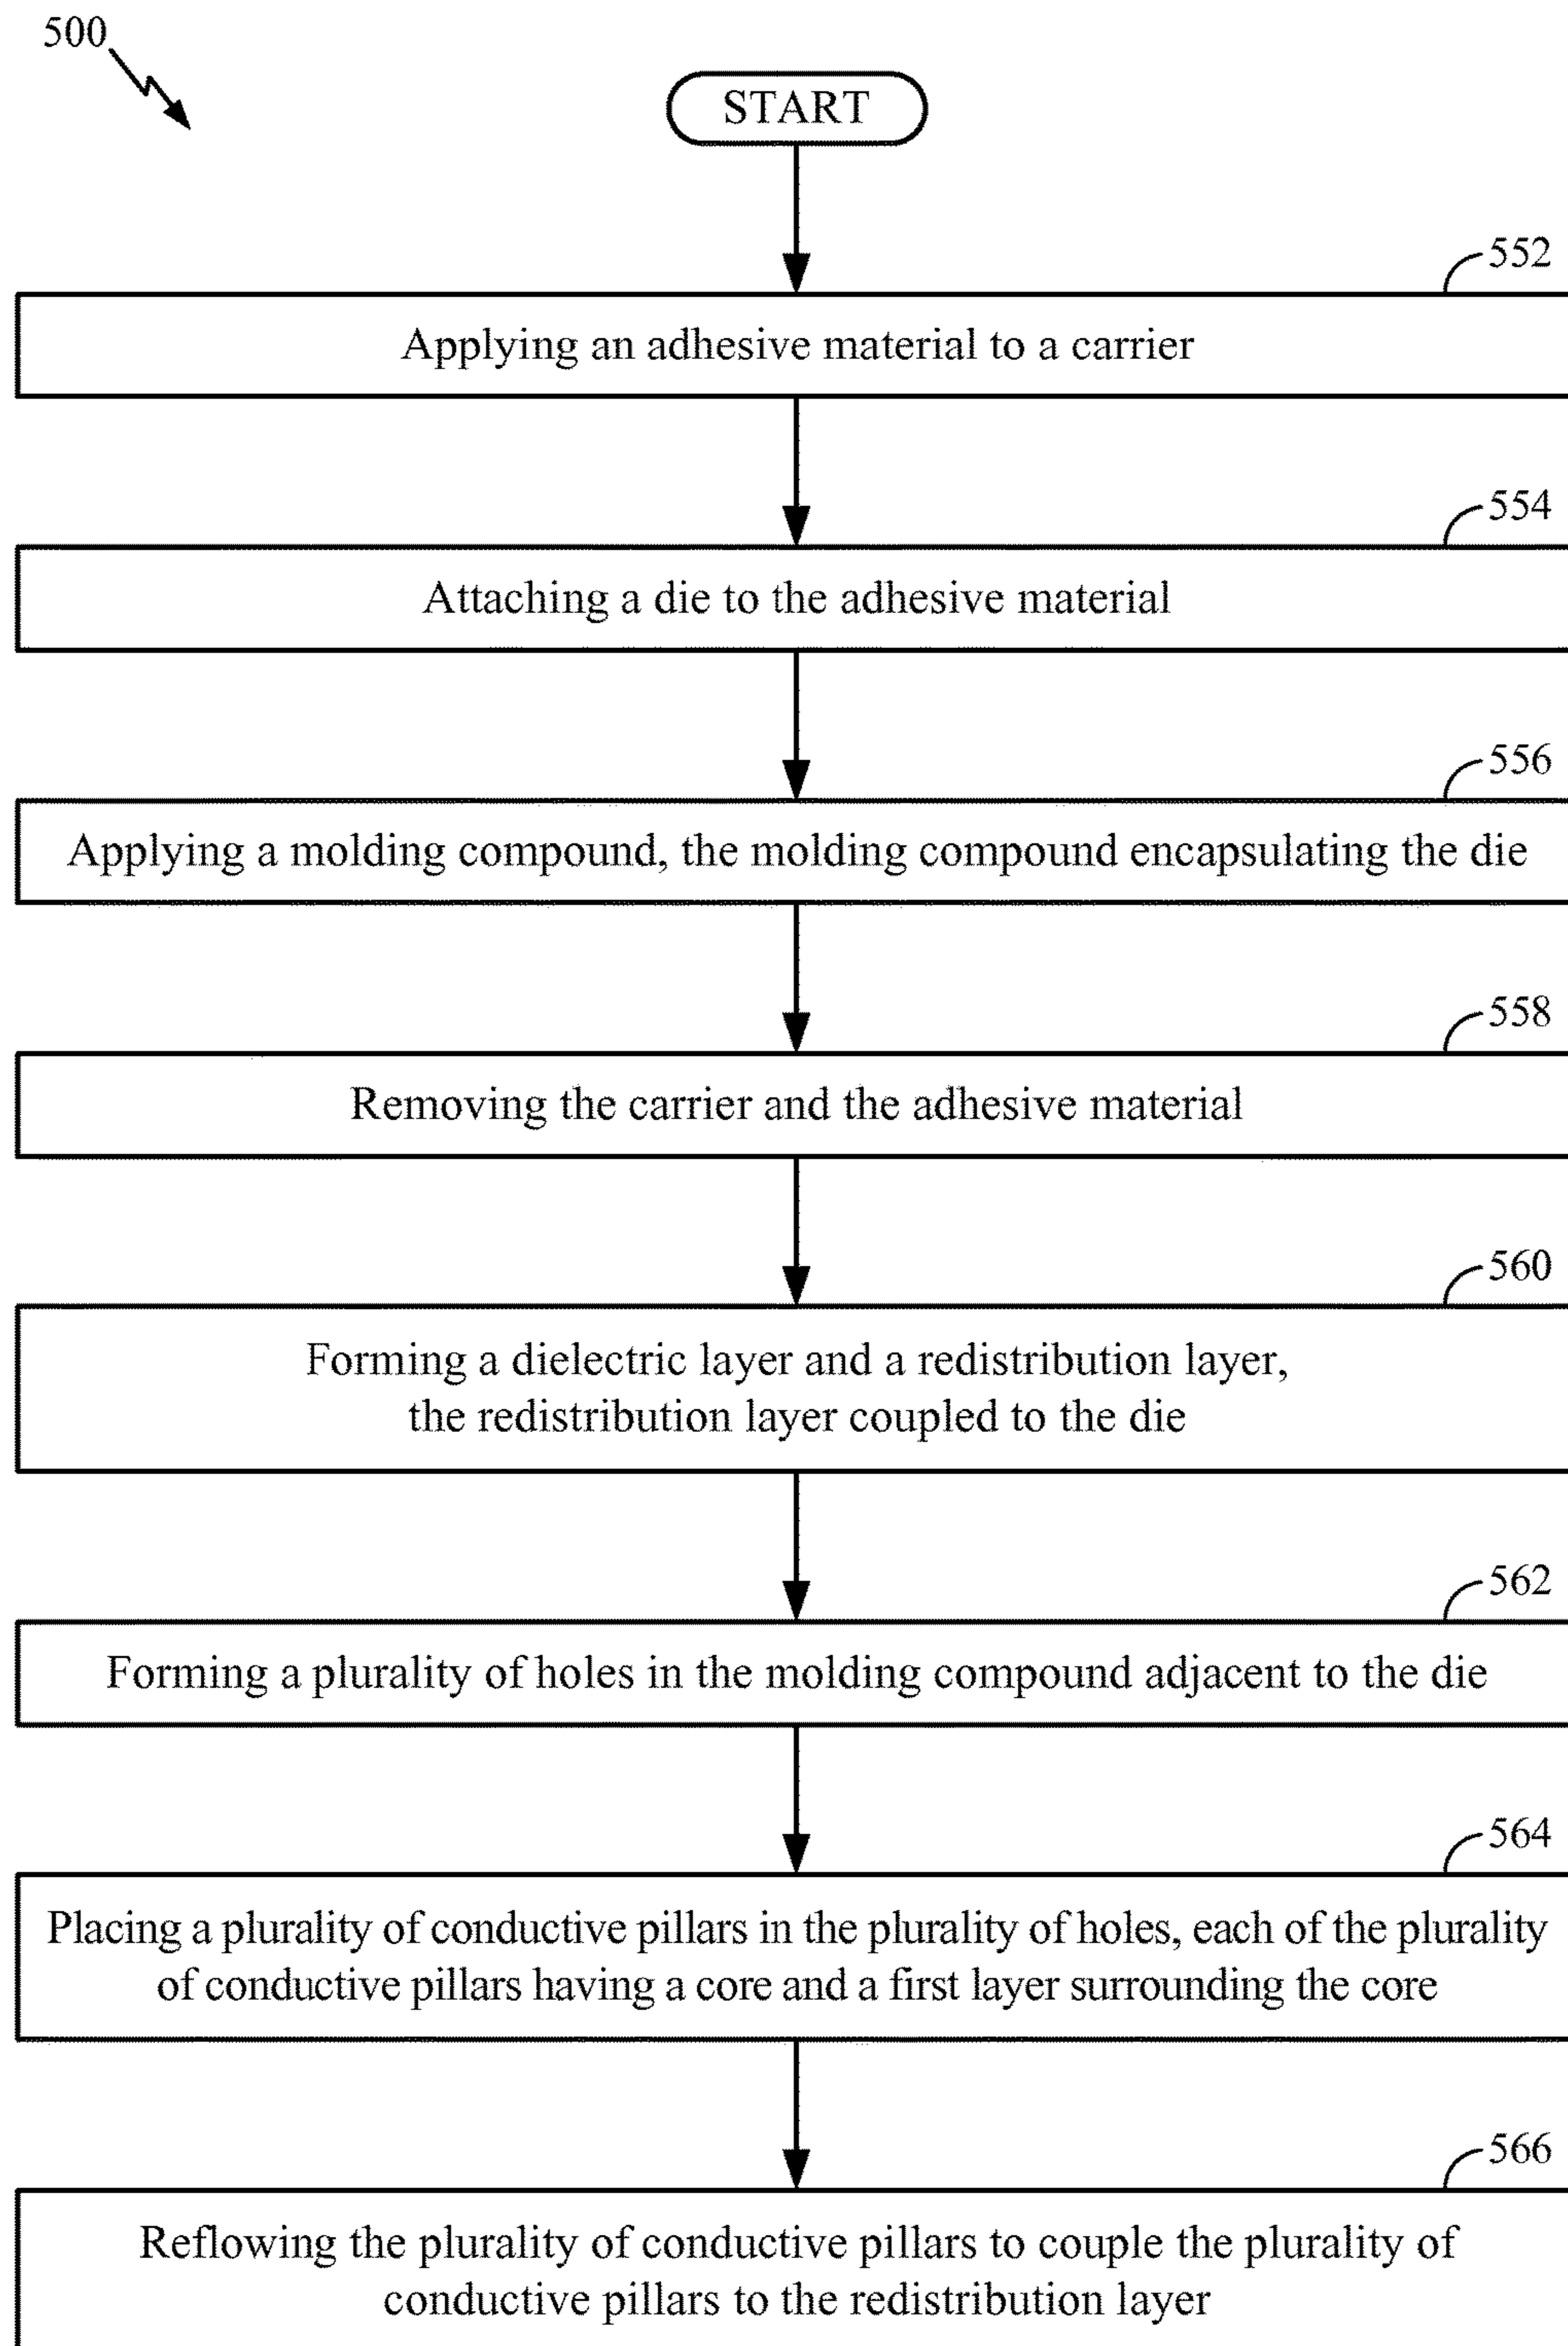 500
START
552
Applying an adhesive material to a carrier
554
Attaching a die to the adhesive material
556
Applying a molding compound, the molding compound encapsulating the die
558
Removing the carrier and the adhesive material
560
Forming a dielectric layer and a redistribution layer,
the redistribution layer coupled to the die
562
Forming a plurality of holes in the molding compound adjacent to the die
564
Placing a plurality of conductive pillars in the plurality of holes, each of the plurality
of conductive pillars having a core and a first layer surrounding the core
566
Reflowing the plurality of conductive pillars to couple the plurality of
conductive pillars to the redistribution layer